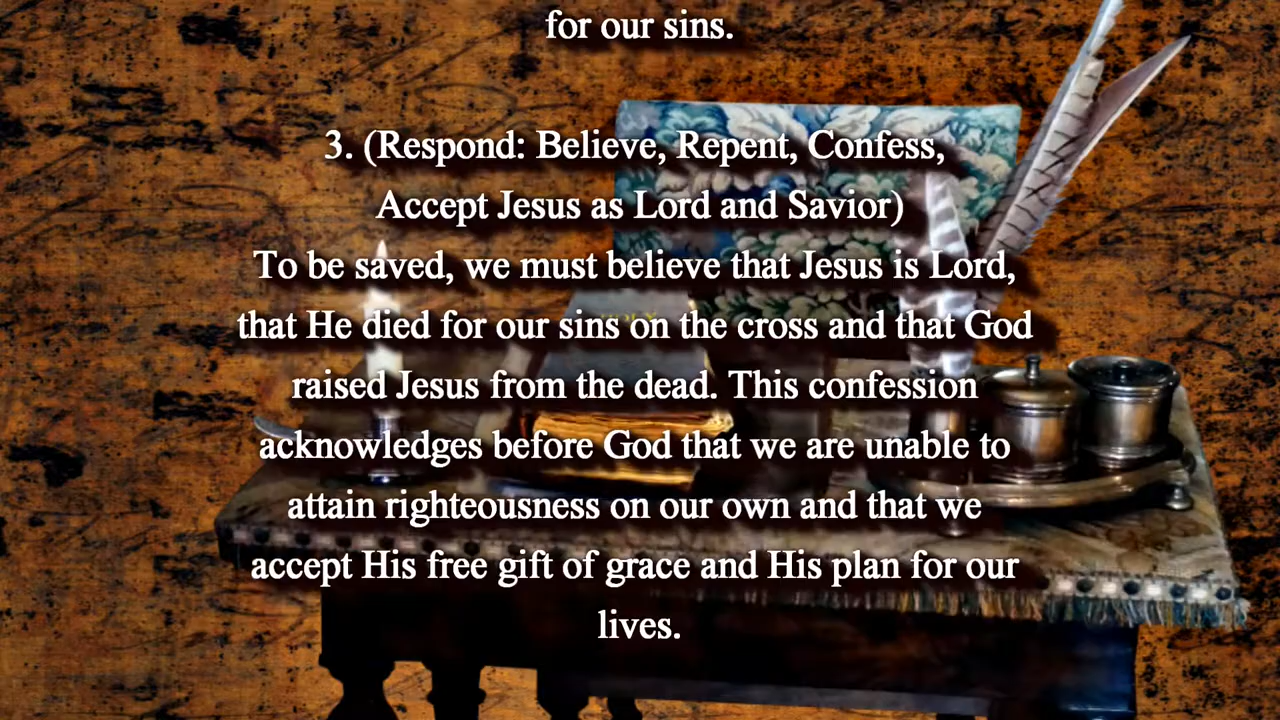 for our sins.
3. (Respond: Believe, Repent, Confess,
Accept Jesus as Lord and Savior)
To be saved, we must believe that Jesus is Lord,
that He died for our sins on the cross and that God
raised Jesus from the dead. This confession
acknowledges before God that we are unable to
attain righteousness on our own and that we
accept His free gift of grace and His plan for our
lives.